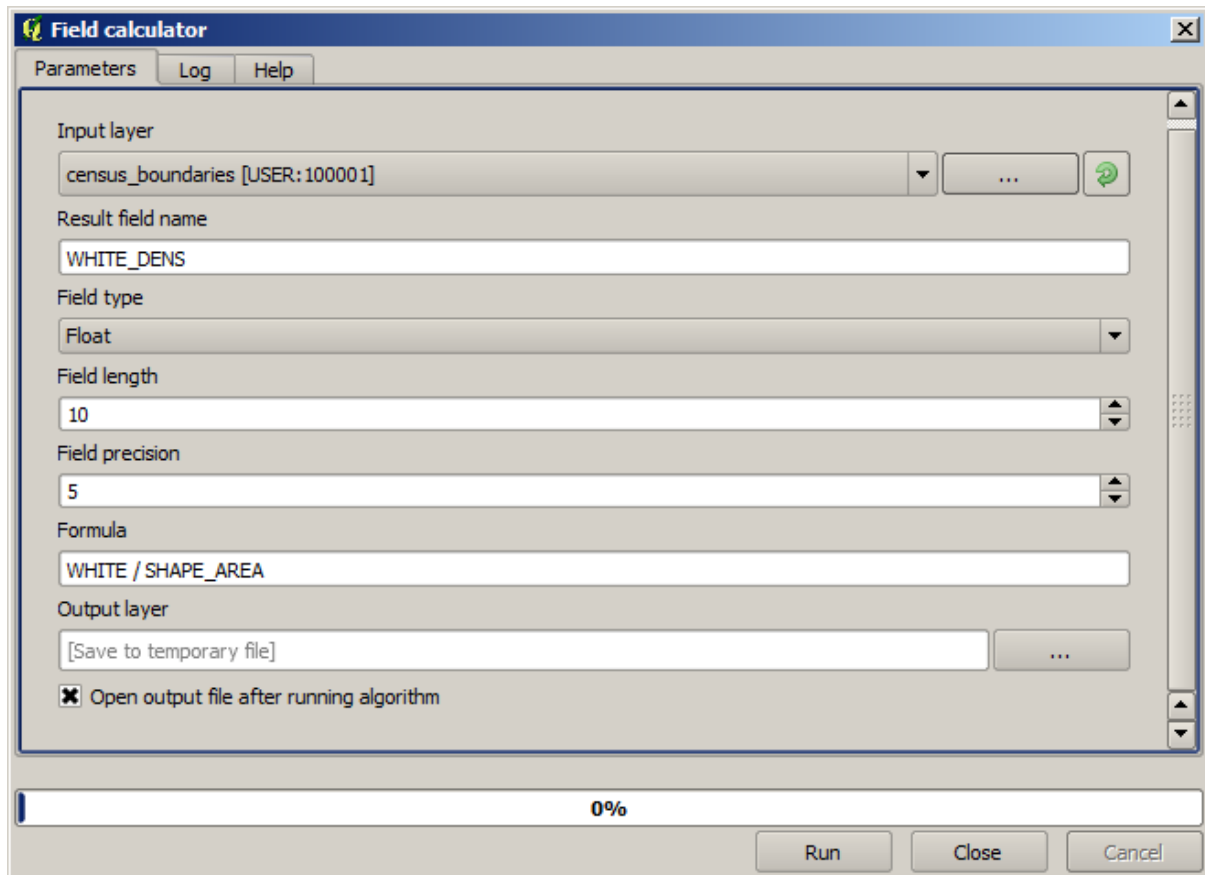 Field calculator
Parameters Log Help
Input layer
census_boundaries [USER:100001] ...
Result field name
WHITE_DENS
Field type
Float
Field length
10
Field precision
5
Formula
WHITE / SHAPE_AREA
Output layer
[Save to temporary file] ...
Open output file after running algorithm
0%
Run Close Cancel